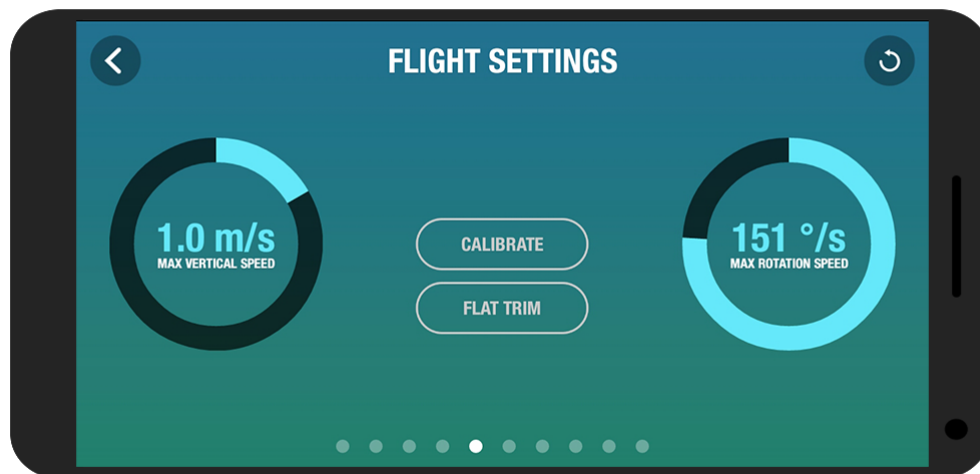 FLIGHT SETTINGS
1.0 m/s
MAX VERTICAL SPEED
CALIBRATE
FLAT TRIM
151 °/s
MAX ROTATION SPEED